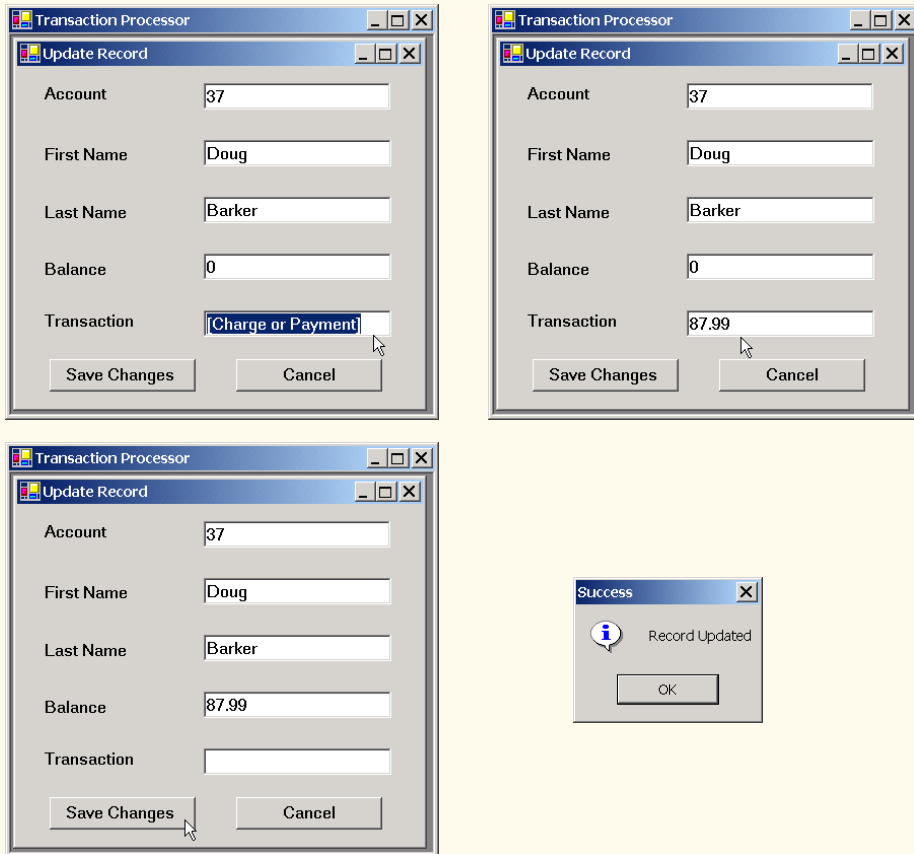 Transaction Processor
Update Record
Account 37
First Name Doug
Last Name Barker
Balance 0
Transaction [Charge or Payment]
Save Changes Cancel
Transaction Processor
Update Record
Account 37
First Name Doug
Last Name Barker
Balance 0
Transaction 87.99
Save Changes Cancel
Transaction Processor
Update Record
Account 37
First Name Doug
Last Name Barker
Balance 87.99
Transaction
Save Changes Cancel
Success
Record Updated
OK